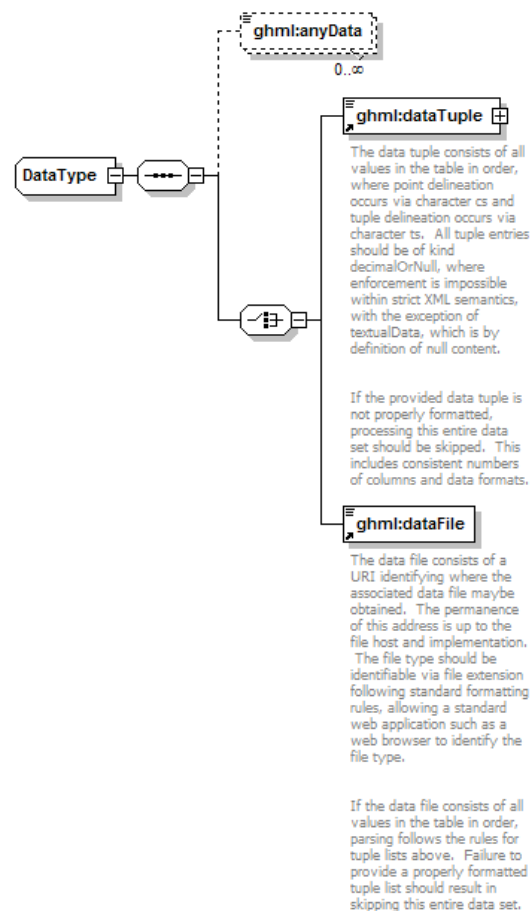 ghml:anyData
0..∞
ghml:dataTuple
The data tuple consists of all
values in the table in order,
where point delineation
occurs via character cs and
tuple delineation occurs via
character ts.  All tuple entries
should be of kind
decimalOrNull, where
enforcement is impossible
within strict XML semantics,
with the exception of
textualData, which is by
definition of null content.
If the provided data tuple is
not properly formatted,
processing this entire data
set should be skipped.  This
includes consistent numbers
of columns and data formats.
DataType
ghml:dataFile
The data file consists of a
URI identifying where the
associated data file maybe
obtained.  The permanence
of this address is up to the
file host and implementation.
The file type should be
identifiable via file extension
following standard formatting
rules, allowing a standard
web application such as a
web browser to identify the
file type.
If the data file consists of all
values in the table in order,
parsing follows the rules for
tuple lists above.  Failure to
provide a properly formatted
tuple list should result in
skipping this entire data set.